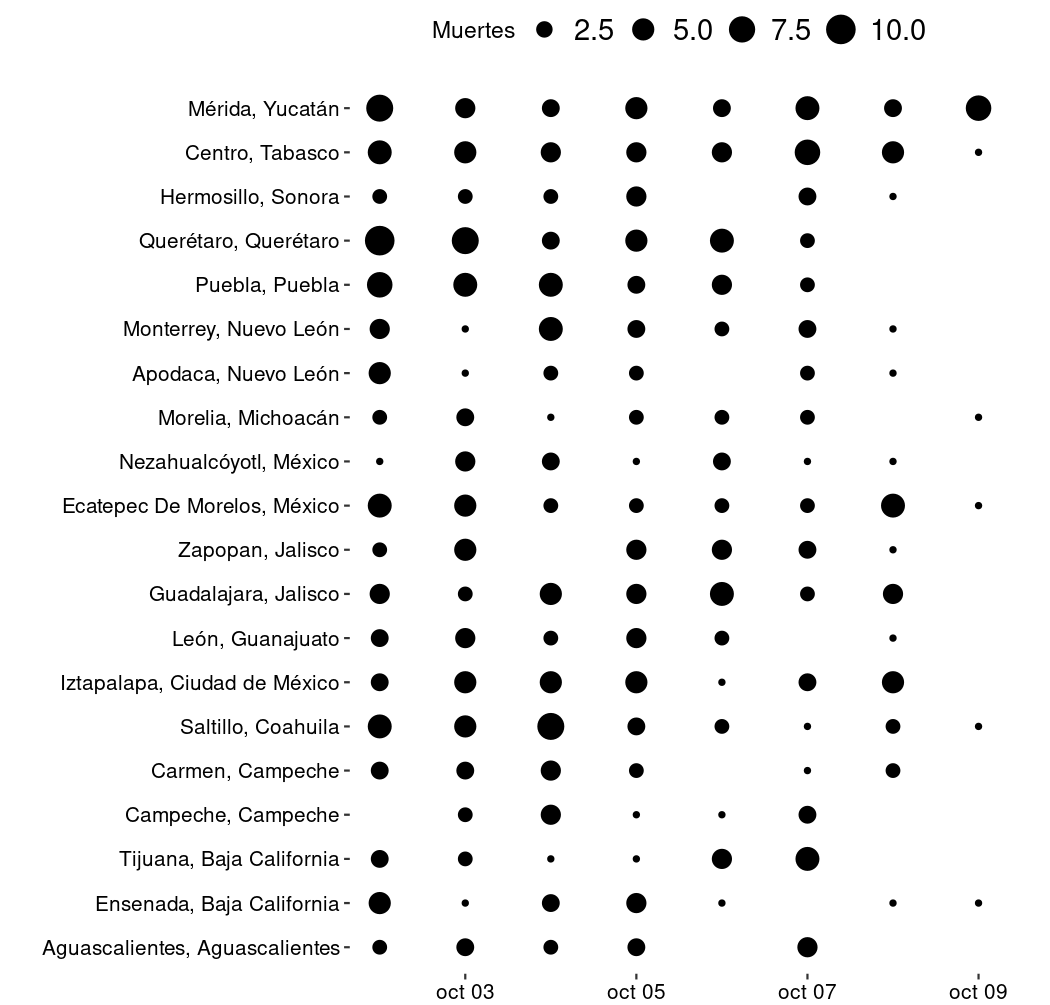 Muertes 2.5 5.0 7.5 10.0
Mérida, Yucatán
Centro, Tabasco
Hermosillo, Sonora
Querétaro, Querétaro
Puebla, Puebla
Monterrey, Nuevo León
Apodaca, Nuevo León
Morelia, Michoacán
Nezahualcóyotl, México
Ecatepec De Morelos, México
Zapopan, Jalisco
Guadalajara, Jalisco
León, Guanajuato
Iztapalapa, Ciudad de México
Saltillo, Coahuila
Carmen, Campeche
Campeche, Campeche
Tijuana, Baja California
Ensenada, Baja California
Aguascalientes, Aguascalientes
oct 03 oct 05 oct 07 oct 09